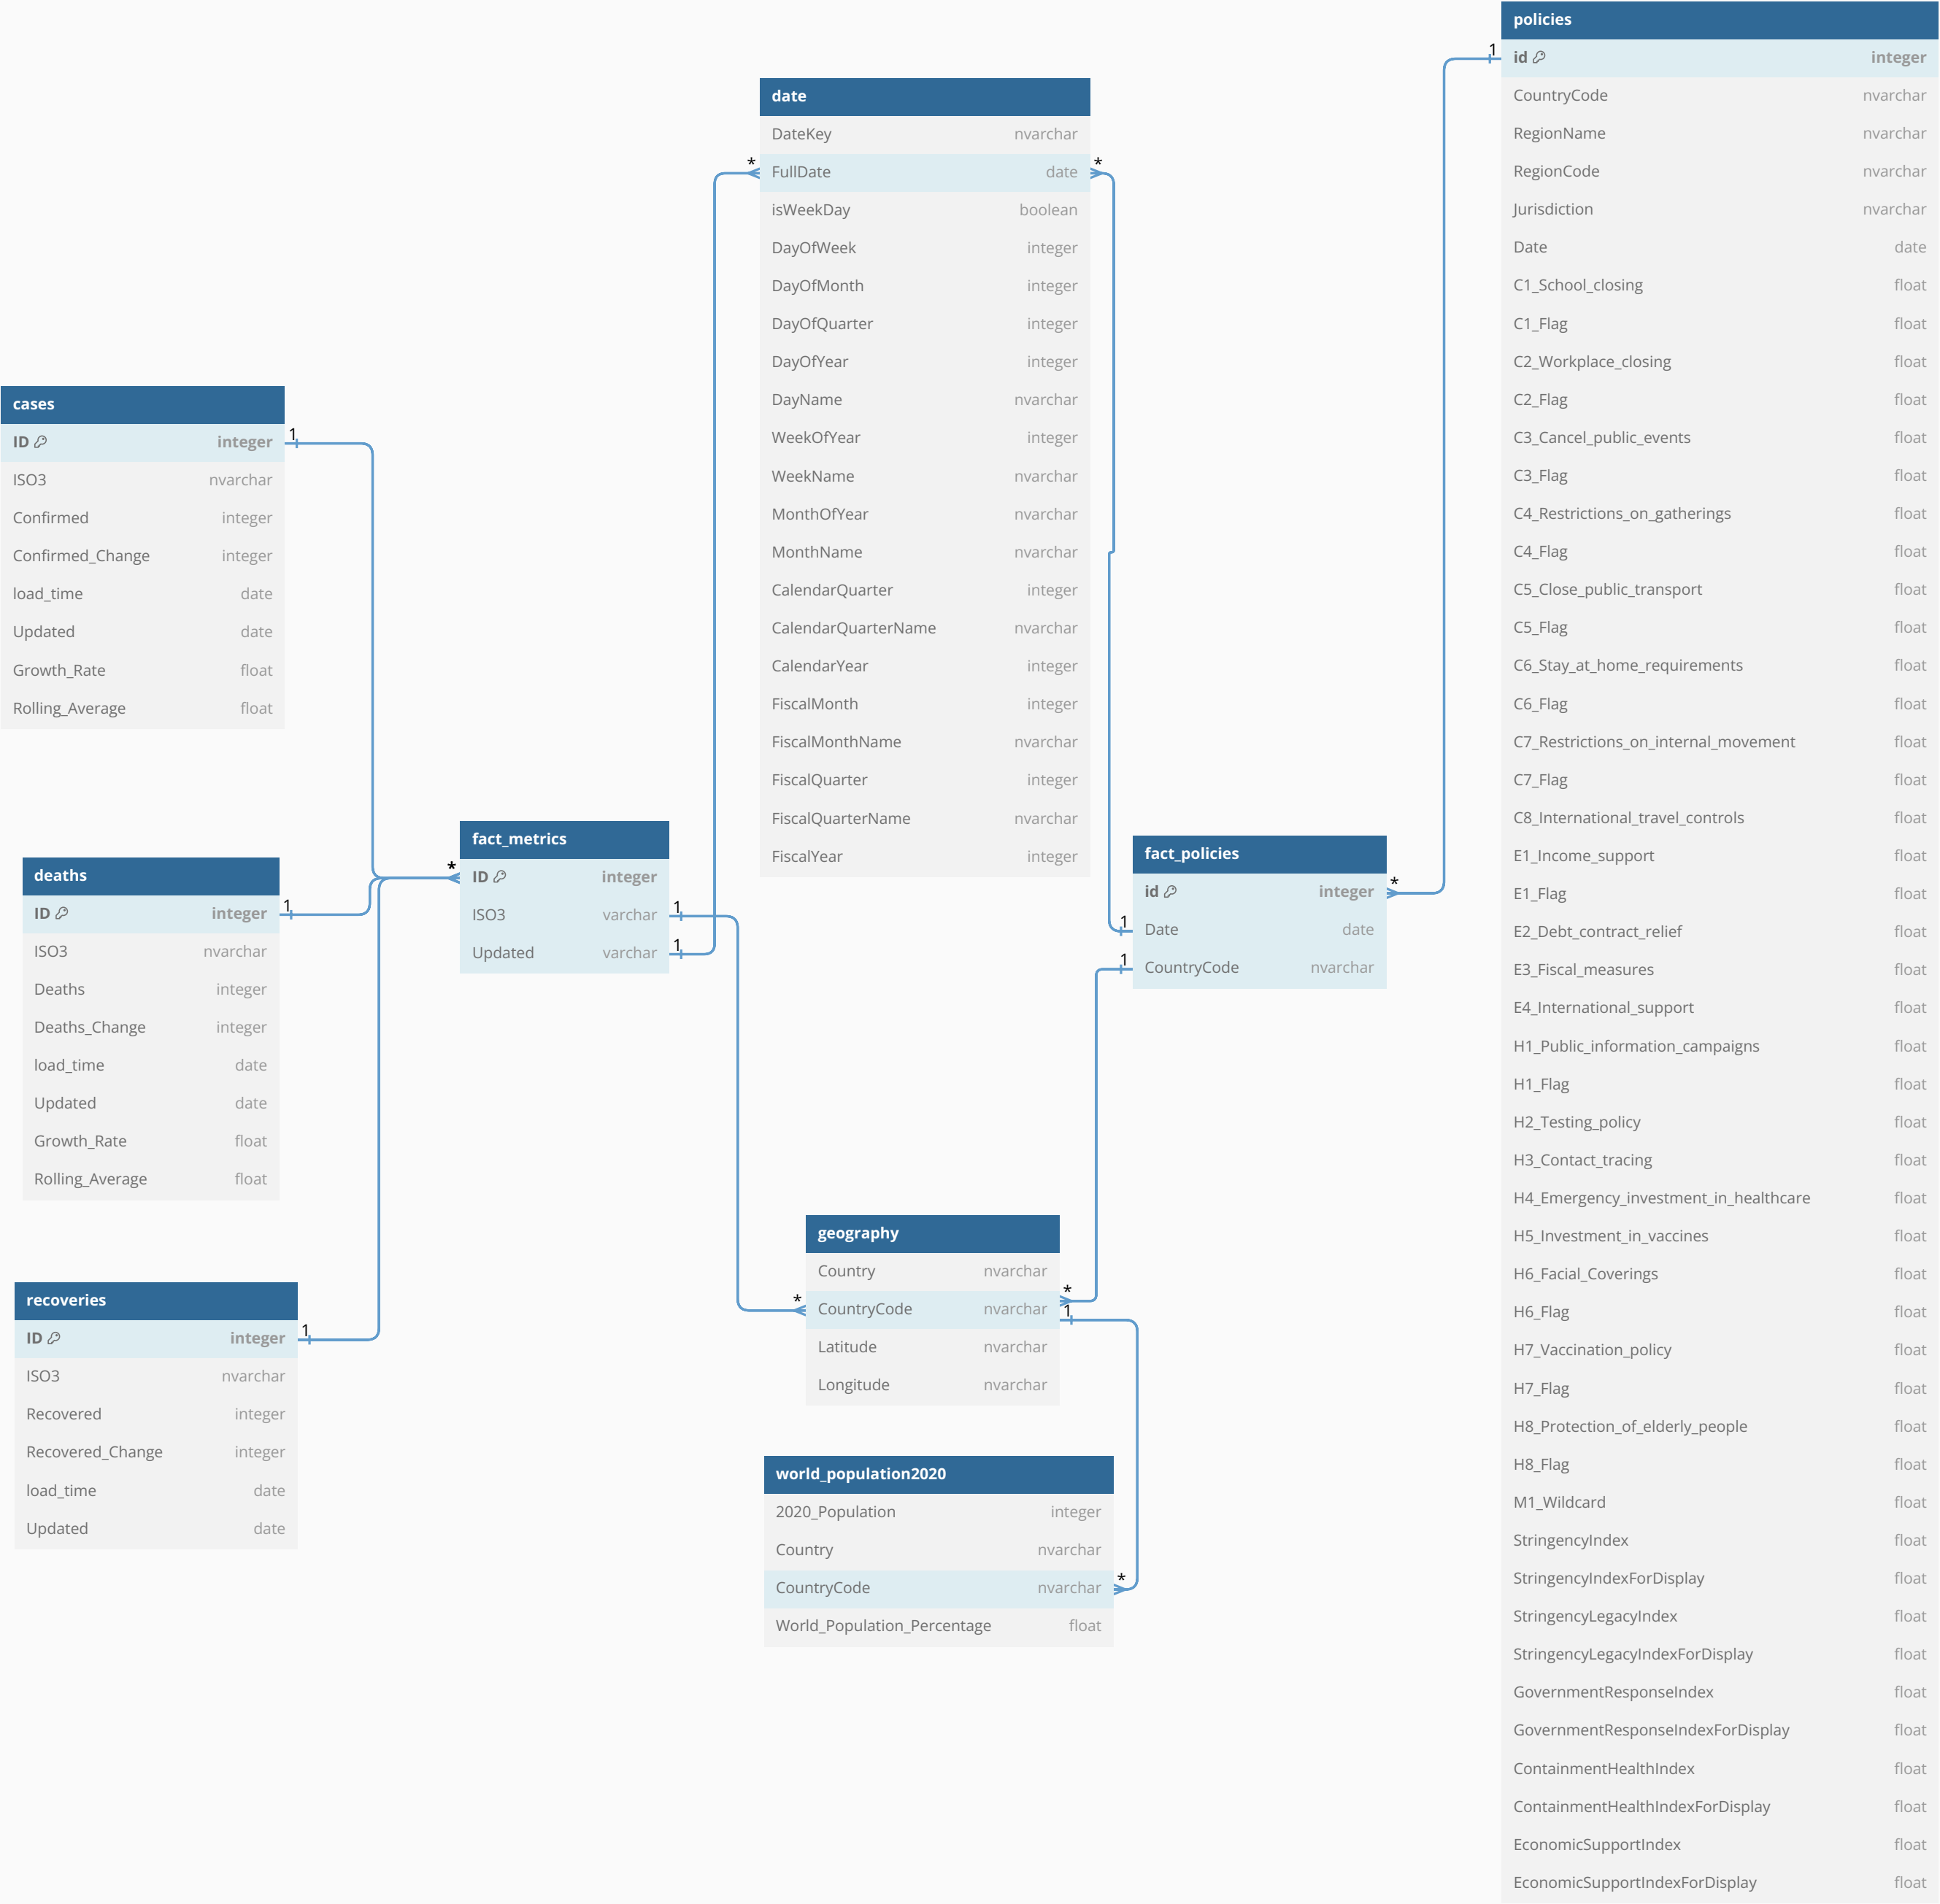 policies
id integer
CountryCode nvarchar
RegionName nvarchar
RegionCode nvarchar
Jurisdiction nvarchar
Date date
C1_School_closing float
C1_Flag float
C2_Workplace_closing float
C2_Flag float
C3_Cancel_public_events float
C3_Flag float
C4_Restrictions_on_gatherings float
C4_Flag float
C5_Close_public_transport float
C5_Flag float
C6_Stay_at_home_requirements float
C6_Flag float
C7_Restrictions_on_internal_movement float
C7_Flag float
C8_International_travel_controls float
E1_Income_support float
E1_Flag float
E2_Debt_contract_relief float
E3_Fiscal_measures float
E4_International_support float
H1_Public_information_campaigns float
H1_Flag float
H2_Testing_policy float
H3_Contact_tracing float
H4_Emergency_investment_in_healthcare float
H5_Investment_in_vaccines float
H6_Facial_Coverings float
H6_Flag float
H7_Vaccination_policy float
H7_Flag float
H8_Protection_of_elderly_people float
H8_Flag float
M1_Wildcard float
StringencyIndex float
StringencyIndexForDisplay float
StringencyLegacyIndex float
StringencyLegacyIndexForDisplay float
GovernmentResponseIndex float
GovernmentResponseIndexForDisplay float
ContainmentHealthIndex float
ContainmentHealthIndexForDisplay float
EconomicSupportIndex float
EconomicSupportIndexForDisplay float
1
date
DateKey nvarchar
* FullDate date *
isWeekDay boolean
DayOfWeek integer
DayOfMonth integer
DayOfQuarter integer
DayOfYear integer
DayName nvarchar
WeekOfYear integer
WeekName nvarchar
MonthOfYear nvarchar
MonthName nvarchar
CalendarQuarter integer
CalendarQuarterName nvarchar
CalendarYear integer
FiscalMonth integer
FiscalMonthName nvarchar
FiscalQuarter integer
FiscalQuarterName nvarchar
FiscalYear integer
cases
ID integer 1
ISO3 nvarchar
Confirmed integer
Confirmed_Change integer
load_time date
Updated date
Growth_Rate float
Rolling_Average float
fact_metrics
* ID integer
ISO3 varchar 1
Updated varchar 1
fact_policies
id integer *
1 Date date
1 CountryCode nvarchar
deaths
ID integer 1
ISO3 nvarchar
Deaths integer
Deaths_Change integer
load_time date
Updated date
Growth_Rate float
Rolling_Average float
geography
Country nvarchar
* CountryCode nvarchar *
1
Latitude nvarchar
Longitude nvarchar
recoveries
ID integer 1
ISO3 nvarchar
Recovered integer
Recovered_Change integer
load_time date
Updated date
world_population2020
2020_Population integer
Country nvarchar
CountryCode nvarchar *
World_Population_Percentage float